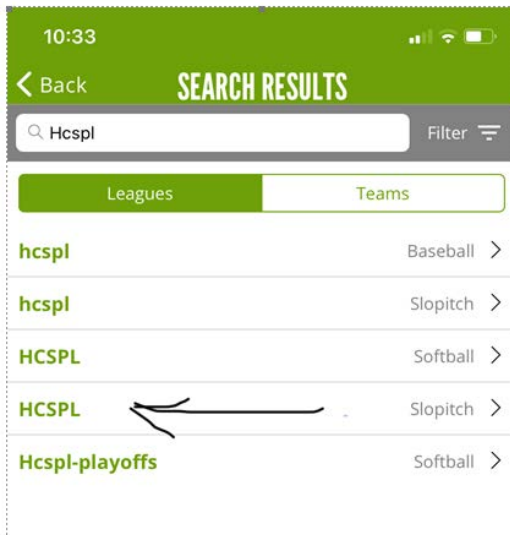 10:33
Back SEARCH RESULTS
Hcspl Filter
Leagues Teams
hcspl Baseball
hcspl Slopitch
HCSPL Softball
HCSPL Slopitch
Hcspl-playoffs Softball